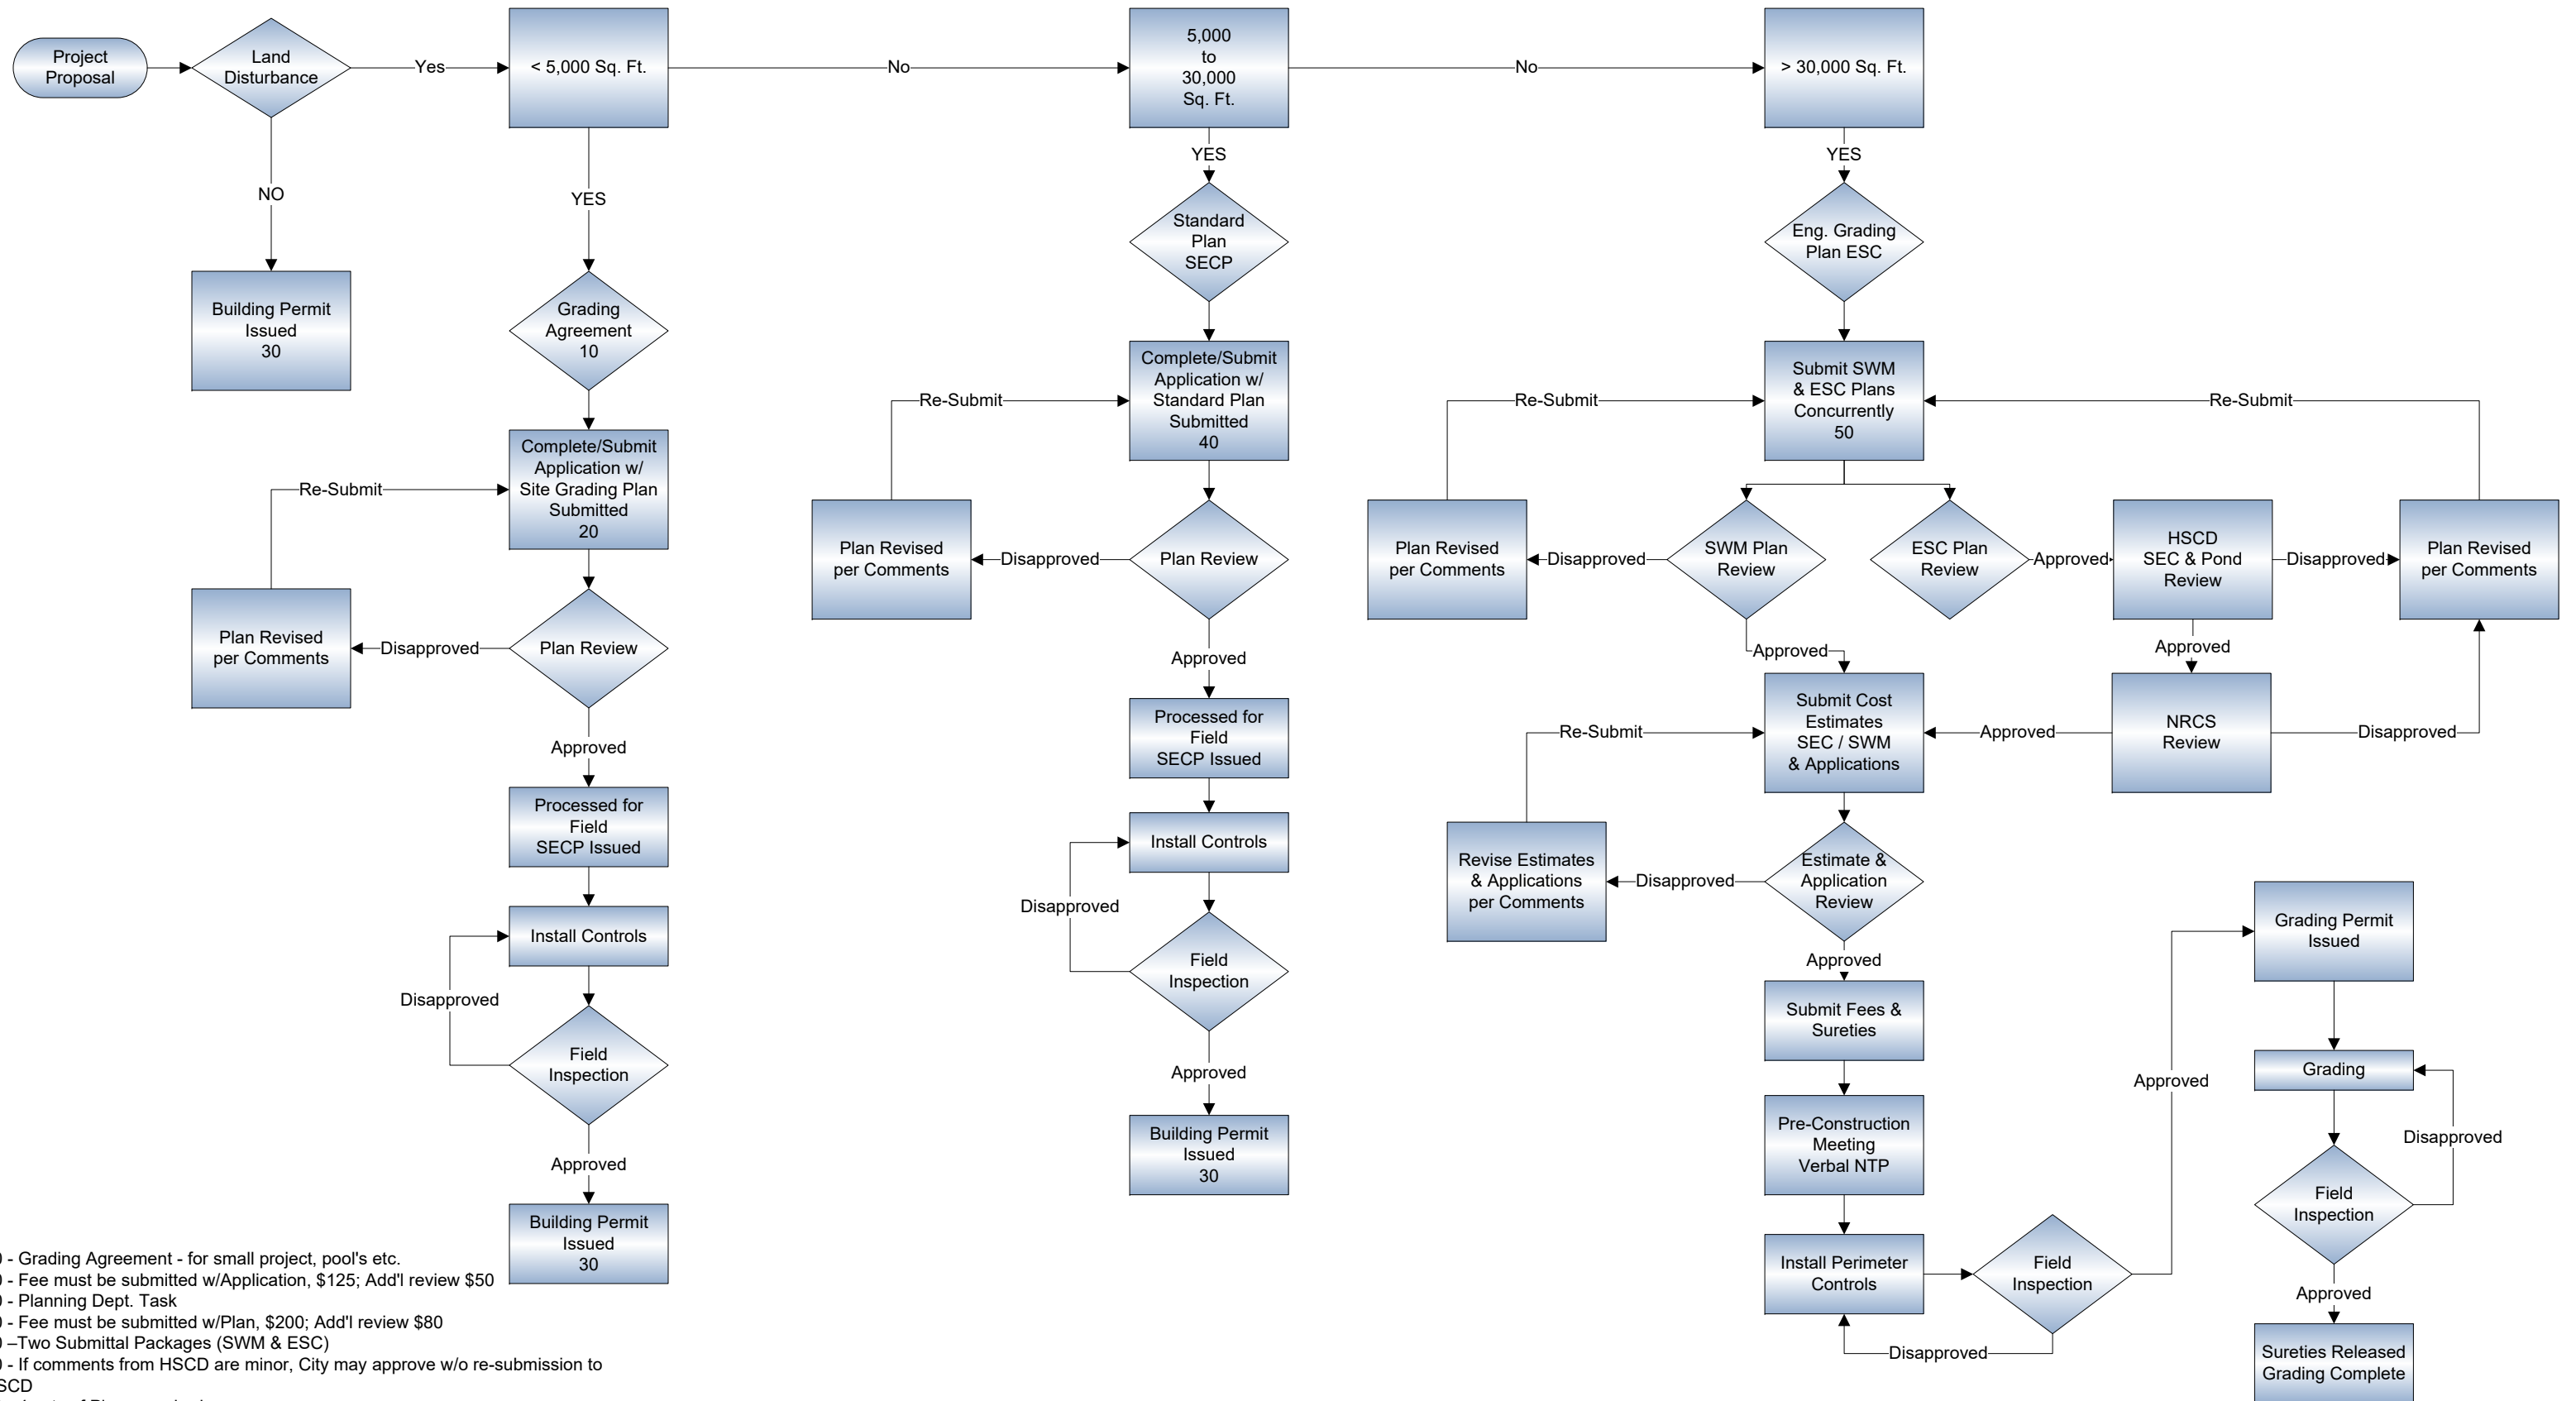 Project
Proposal
Land
Disturbance
Yes
< 5,000 Sq. Ft.
No
5,000
to
30,000
Sq. Ft.
No
> 30,000 Sq. Ft.
NO
Building Permit
Issued
30
YES
Grading
Agreement
10
Complete/Submit
Application w/
Site Grading Plan
Submitted
20
Re-Submit
Plan Revised
per Comments
Disapproved
Plan Review
Approved
Processed for
Field
SECP Issued
Install Controls
Disapproved
Field
Inspection
Approved
Building Permit
Issued
30
YES
Standard
Plan
SECP
Complete/Submit
Application w/
Standard Plan
Submitted
40
Re-Submit
Plan Revised
per Comments
Disapproved
Plan Review
Approved
Processed for
Field
SECP Issued
Install Controls
Disapproved
Field
Inspection
Approved
Building Permit
Issued
30
YES
Eng. Grading
Plan ESC
Submit SWM
& ESC Plans
Concurrently
50
Re-Submit
Re-Submit
Plan Revised
per Comments
Disapproved
SWM Plan
Review
ESC Plan
Review
Approved
HSCD
SEC & Pond
Review
Disapproved
Plan Revised
per Comments
Approved
Approved
Submit Cost
Estimates
SEC / SWM
& Applications
Approved
NRCS
Review
Disapproved
Re-Submit
Revise Estimates
& Applications
per Comments
Disapproved
Estimate &
Application
Review
Approved
Submit Fees &
Sureties
Pre-Construction
Meeting
Verbal NTP
Install Perimeter
Controls
Field
Inspection
Disapproved
Approved
Grading Permit
Issued
Grading
Disapproved
Field
Inspection
Approved
Sureties Released
Grading Complete
0 - Grading Agreement - for small project, pool's etc.
0 - Fee must be submitted w/Application, $125; Add'l review $50
0 - Planning Dept. Task
0 - Fee must be submitted w/Plan, $200; Add'l review $80
0 –Two Submittal Packages (SWM & ESC)
0 - If comments from HSCD are minor, City may approve w/o re-submission to
SCD